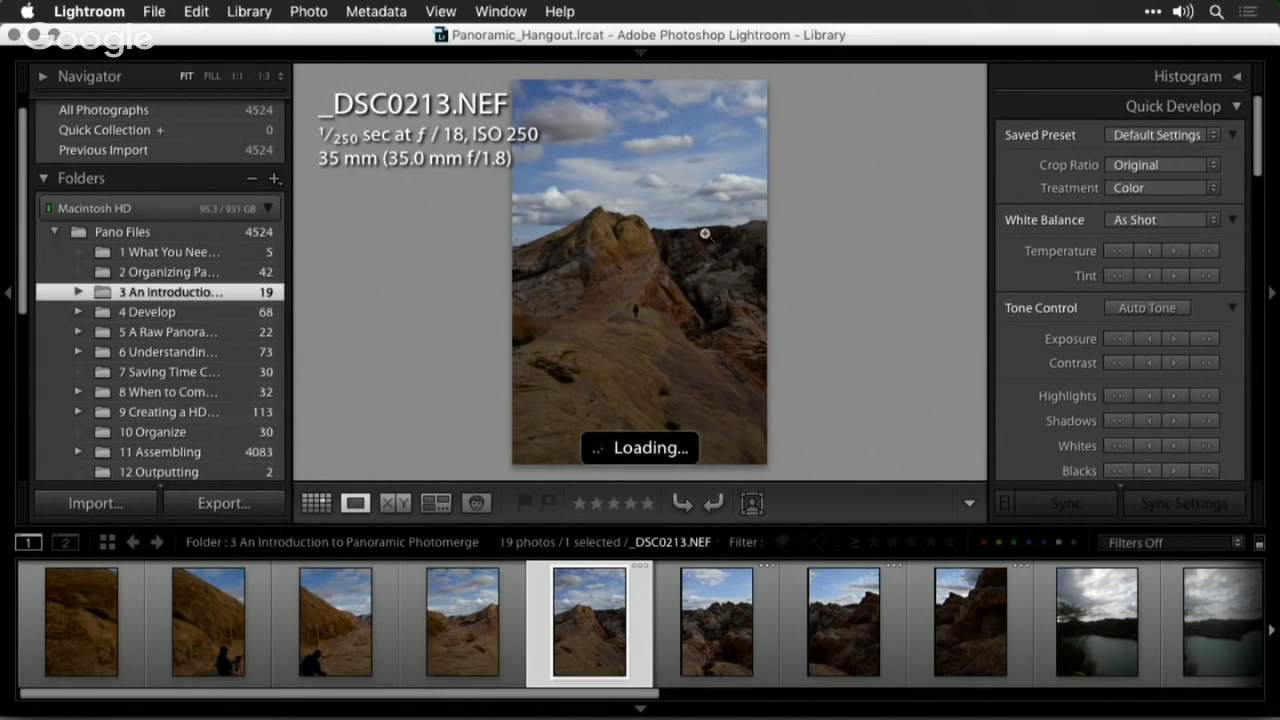 Lightroom File Edit Library Photo Metadata View Window Help
Google
Panoramic_Hangout.lrcat - Adobe Photoshop Lightroom - Library
Navigator FIT FILL 1:1 1:3
All Photographs 4524
Quick Collection + 0
Previous Import 4524
Folders
Macintosh HD 95.3 / 931 GB
Pano Files 4524
1 What You Nee... 5
2 Organizing Pa... 42
3 An Introductio... 19
4 Develop 68
5 A Raw Panora... 22
6 Understandin... 73
7 Saving Time C... 30
8 When to Com... 32
9 Creating a HD... 113
10 Organize 30
11 Assembling 4083
12 Outputting 2
Import... Export...
_DSC0213.NEF
1/250 sec at ƒ / 18, ISO 250
35 mm (35.0 mm f/1.8)
Loading...
X Y
Histogram
Quick Develop
Saved Preset Default Settings
Crop Ratio Original
Treatment Color
White Balance As Shot
Temperature
Tint
Tone Control Auto Tone
Exposure
Contrast
Highlights
Shadows
Whites
Blacks
Sync Sync Settings
1 2 Folder : 3 An Introduction to Panoramic Photomerge 19 photos / 1 selected / _DSC0213.NEF Filter : Filters Off